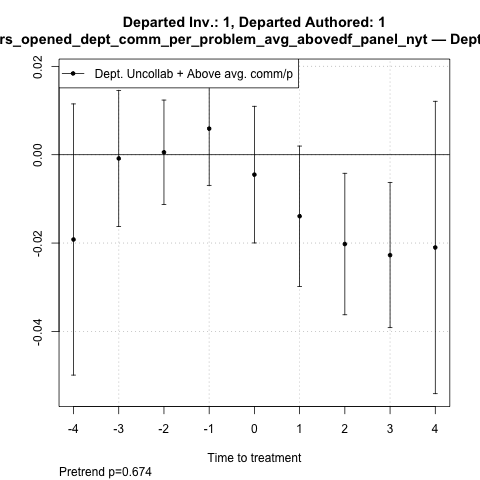 Departed Inv.: 1, Departed Authored: 1
rs_opened_dept_comm_per_problem_avg_abovedf_panel_nyt — Dept
Dept. Uncollab + Above avg. comm/p
0.02
0.00
-0.02
-0.04
-4 -3 -2 -1 0 1 2 3 4
Time to treatment
Pretrend p=0.674